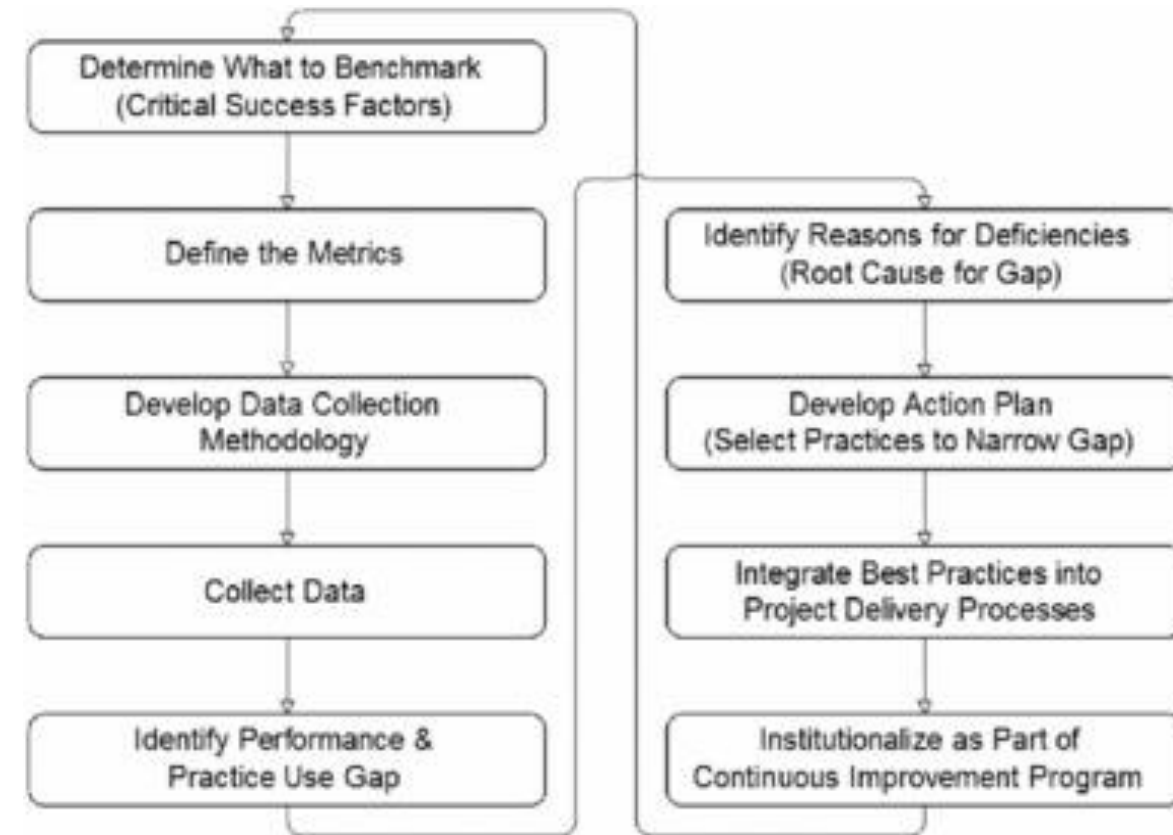 Determine What to Benchmark
(Critical Success Factors)
Define the Metrics
Develop Data Collection
Methodology
Collect Data
Identify Performance &
Practice Use Gap
Identify Reasons for Deficiencies
(Root Cause for Gap)
Develop Action Plan
(Select Practices to Narrow Gap)
Integrate Best Practices into
Project Delivery Processes
Institutionalize as Part of
Continuous Improvement Program